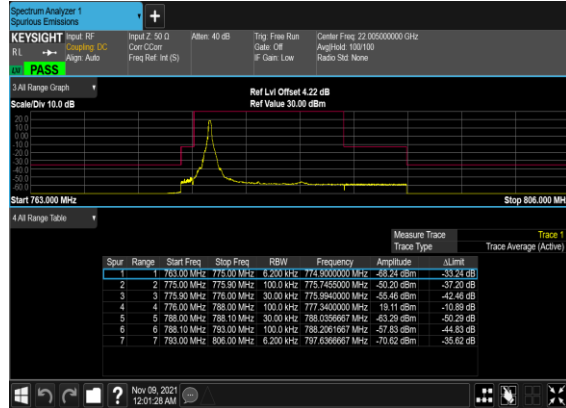 Spectrum Analyzer 1
Spurious Emissions
+
KEYSIGHT Input: RF Input Z: 50 Ω Atten: 40 dB Trig: Free Run Center Freq: 22.005000000 GHz
RL Coupling: DC Corr CCorr Gate: Off Avg|Hold: 100/100
Align: Auto Freq Ref: Int (S) IF Gain: Low Radio Std: None
PASS
3 All Range Graph
Ref Lvl Offset 4.22 dB
Scale/Div 10.0 dB Ref Value 30.00 dBm
20.0
10.0
0.00
-10.0
-20.0
-30.0
-40.0
-50.0
-60.0
Start 763.000 MHz Stop 806.000 MH
4 All Range Table
Measure Trace Trace 1
Trace Type Trace Average (Active)
Spur Range Start Freq Stop Freq RBW Frequency Amplitude ΔLimit
1 1 763.00 MHz 775.00 MHz 6.200 kHz 774.9000000 MHz -68.24 dBm -33.24 dB
2 2 775.00 MHz 775.90 MHz 100.0 kHz 775.7455000 MHz -50.20 dBm -37.20 dB
3 3 775.90 MHz 776.00 MHz 30.00 kHz 775.9940000 MHz -55.46 dBm -42.46 dB
4 4 776.00 MHz 788.00 MHz 100.0 kHz 777.3400000 MHz 19.11 dBm -10.89 dB
5 5 788.00 MHz 788.10 MHz 30.00 kHz 788.0356667 MHz -63.29 dBm -50.29 dB
6 6 788.10 MHz 793.00 MHz 100.0 kHz 788.2061667 MHz -57.83 dBm -44.83 dB
7 7 793.00 MHz 806.00 MHz 6.200 kHz 797.6366667 MHz -70.62 dBm -35.62 dB
?
Nov 09, 2021
12:01:28 AM